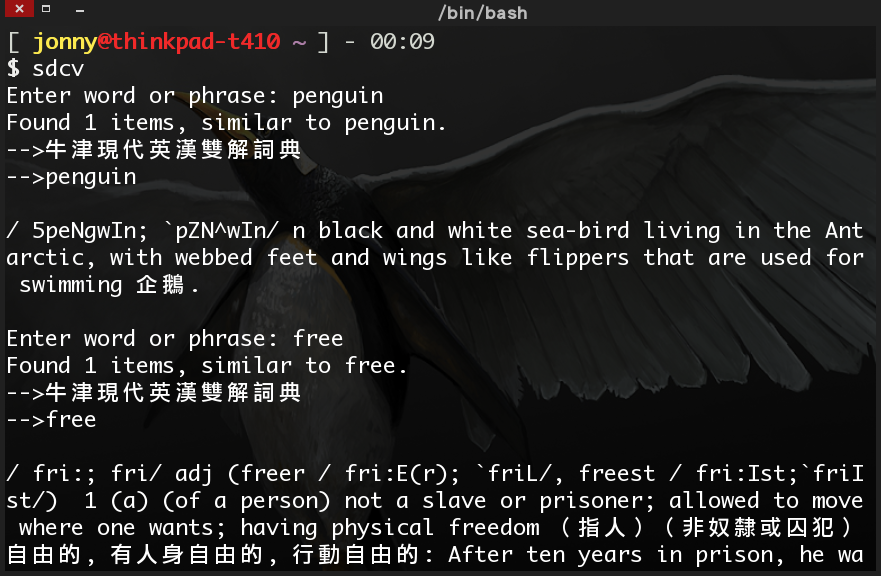 /bin/bash
[ jonny@thinkpad-t410 ~ ] - 00:09
$ sdcv
Enter word or phrase: penguin
Found 1 items, similar to penguin.
-->牛津現代英漢雙解詞典
-->penguin
/ 5peNgwIn; `pZN^wIn/ n black and white sea-bird living in the Ant
arctic, with webbed feet and wings like flippers that are used for
 swimming 企鵝.
Enter word or phrase: free
Found 1 items, similar to free.
-->牛津現代英漢雙解詞典
-->free
/ fri:; fri/ adj (freer / fri:E(r); `friL/, freest / fri:Ist;`friI
st/)  1 (a) (of a person) not a slave or prisoner; allowed to move
 where one wants; having physical freedom （指人）（非奴隸或囚犯）
自由的, 有人身自由的, 行動自由的: After ten years in prison, he wa